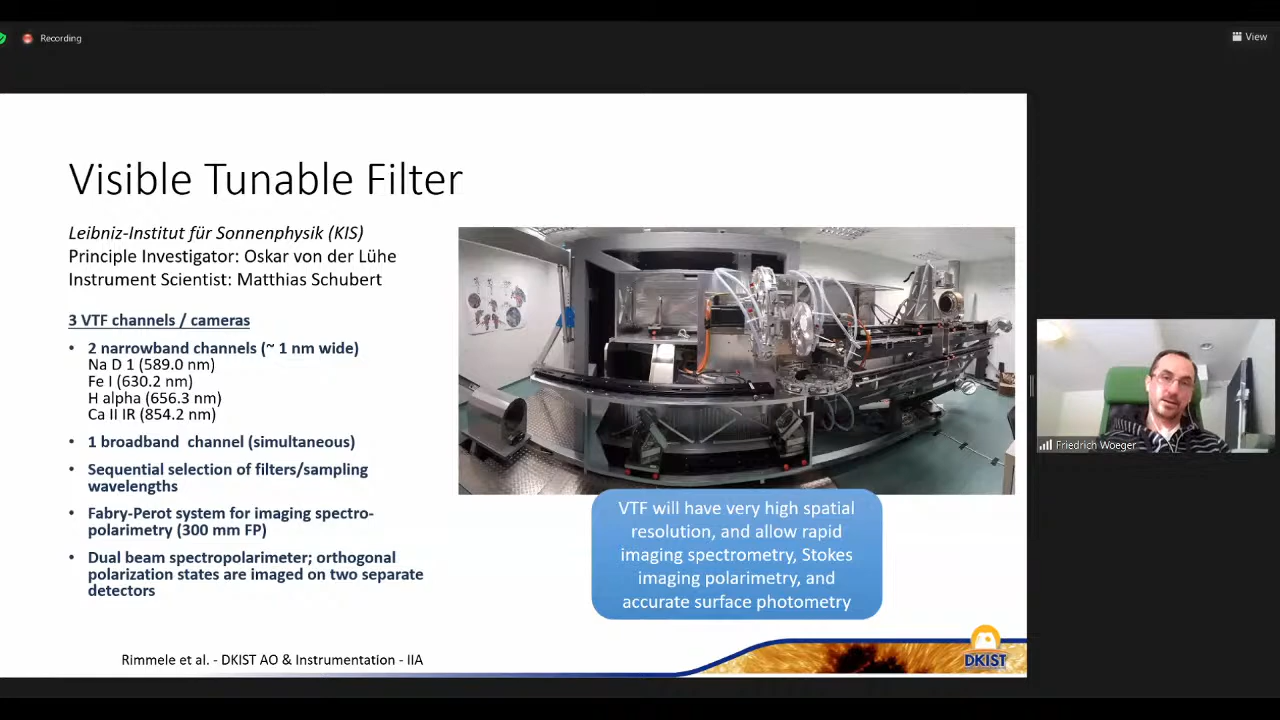 Recording
View
Visible Tunable Filter
Leibniz-Institut für Sonnenphysik (KIS)
Principle Investigator: Oskar von der Lühe
Instrument Scientist: Matthias Schubert
3 VTF channels / cameras
• 2 narrowband channels (~ 1 nm wide)
Na D 1 (589.0 nm)
Fe I (630.2 nm)
H alpha (656.3 nm)
Ca II IR (854.2 nm)
• 1 broadband channel (simultaneous)
• Sequential selection of filters/sampling
wavelengths
• Fabry-Perot system for imaging spectro-
polarimetry (300 mm FP)
• Dual beam spectropolarimeter; orthogonal
polarization states are imaged on two separate
detectors
VTF will have very high spatial
resolution, and allow rapid
imaging spectrometry, Stokes
imaging polarimetry, and
accurate surface photometry
Friedrich Woeger
Rimmele et al. - DKIST AO & Instrumentation - IIA
DKIST